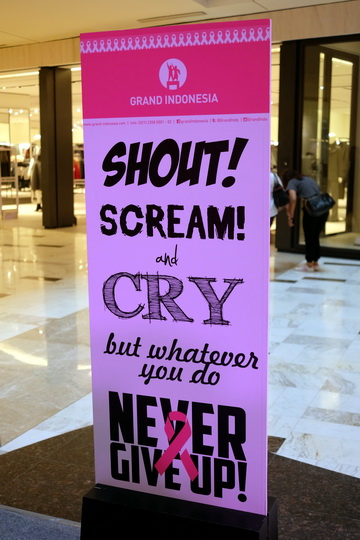 GRAND INDONESIA
SHOUT!
SCREAM!
and
CRY
but whatever
you do
NEVER
GIVE UP!